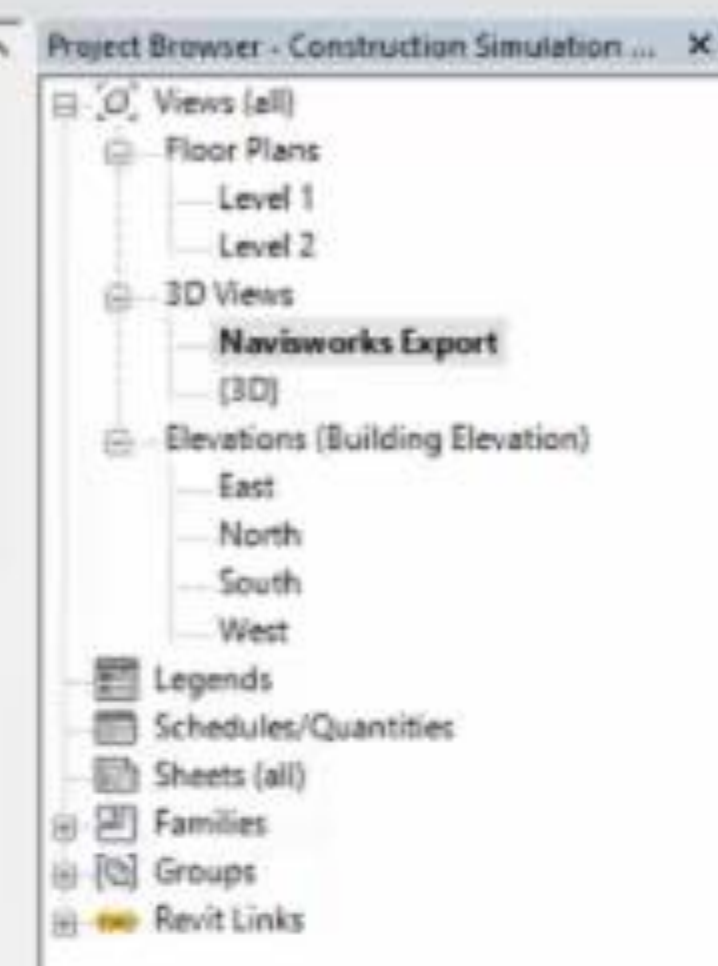 Project Browser - Construction Simulation ...
Views (all)
Floor Plans
Level 1
Level 2
3D Views
Navisworks Export
{3D}
Elevations (Building Elevation)
East
North
South
West
Legends
Schedules/Quantities
Sheets (all)
Families
Groups
Revit Links